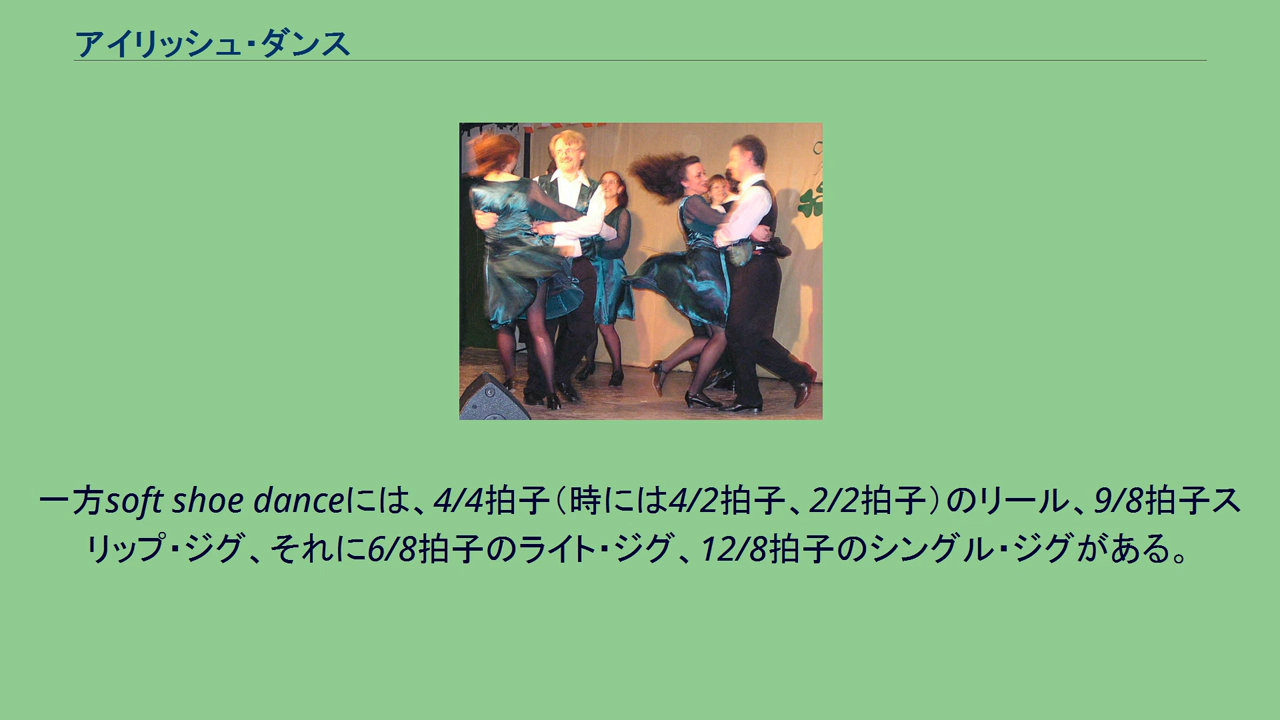 アイリッシュ・ダンス
一方soft shoe danceには、4/4拍子（時には4/2拍子、2/2拍子）のリール、9/8拍子ス
リップ・ジグ、それに6/8拍子のライト・ジグ、12/8拍子のシングル・ジグがある。